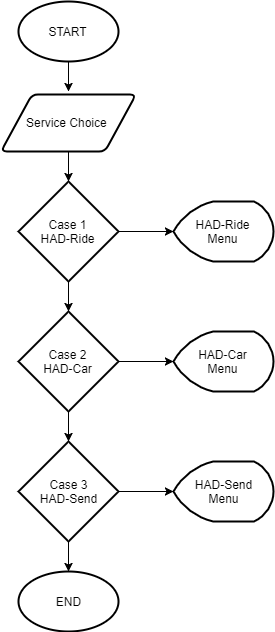 START
Service Choice
Case 1
HAD-Ride
HAD-Ride
Menu
Case 2
HAD-Car
HAD-Car
Menu
Case 3
HAD-Send
HAD-Send
Menu
END